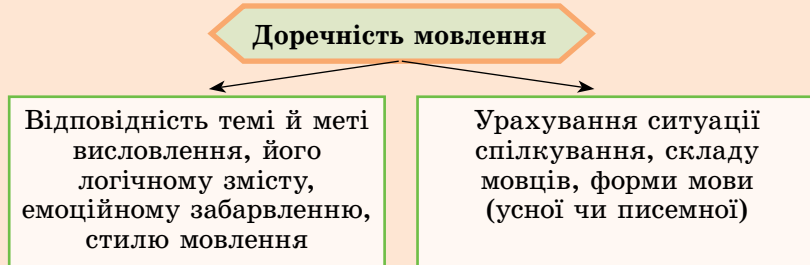 Доречність мовлення
Відповідність темі й меті
висловлення, його
логічному змісту,
емоційному забарвленню,
стилю мовлення
Урахування ситуації
спілкування, складу
мовців, форми мови
(усної чи писемної)